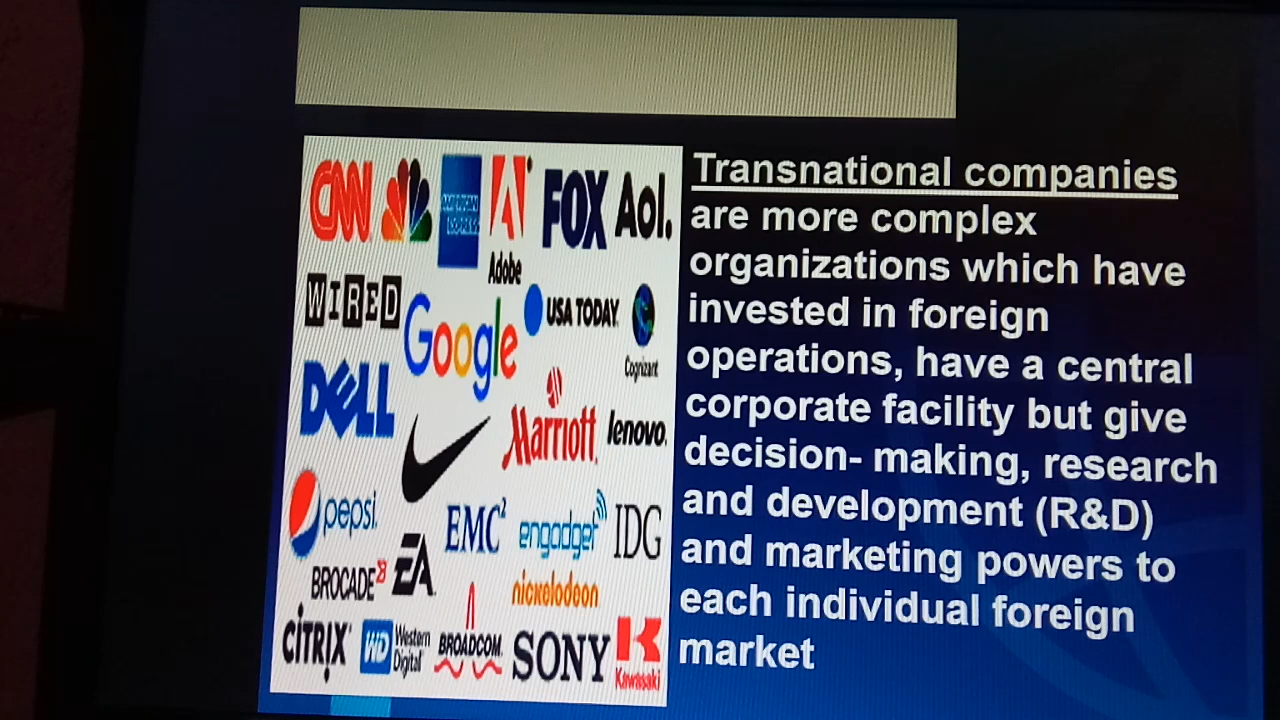 CNN
AMERICAN EXPRESS
Adobe
FOX
Aol.
WIRED
Google
USA TODAY
Cognizant
DELL
Marriott
lenovo
pepsi
EMC²
engadget
IDG
BROCADE
EA
nickelodeon
CITRIX
WD
Western Digital
BROADCOM
SONY
Kawasaki
Transnational companies
are more complex
organizations which have
invested in foreign
operations, have a central
corporate facility but give
decision- making, research
and development (R&D)
and marketing powers to
each individual foreign
market